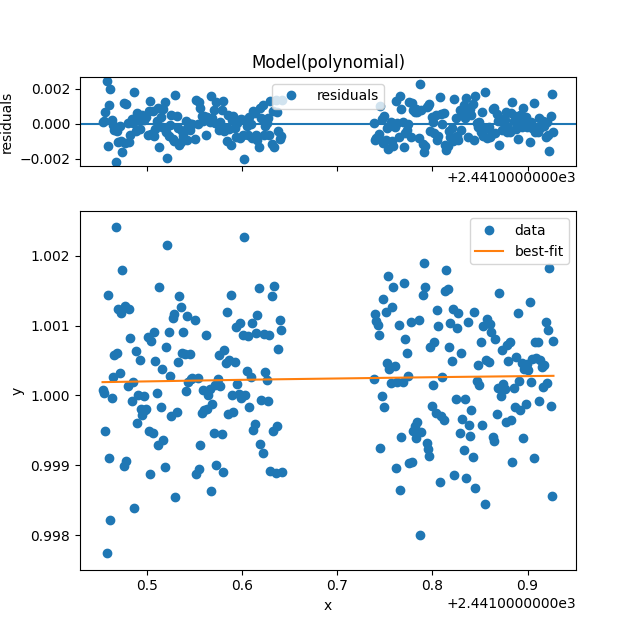 Model(polynomial)
residuals
0.002
0.000
−0.002
residuals
+2.4410000000e3
data
best-fit
1.002
1.001
1.000
0.999
0.998
y
0.5
0.6
0.7
0.8
0.9
x
+2.4410000000e3